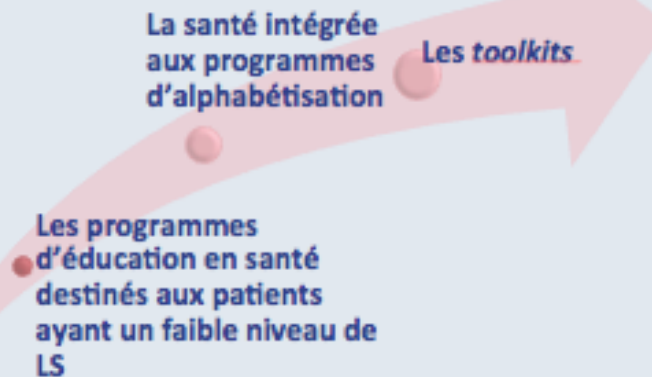 La santé intégrée
aux programmes
d'alphabétisation
Les toolkits
Les programmes
d'éducation en santé
destinés aux patients
ayant un faible niveau de
LS